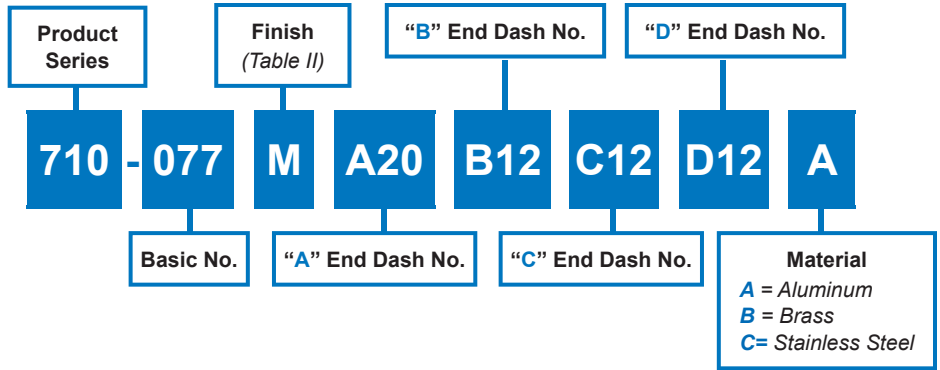 Product
Series
Finish
(Table II)
“B” End Dash No.
“D” End Dash No.
710 - 077 M A20 B12 C12 D12 A
Basic No.
“A” End Dash No.
“C” End Dash No.
Material
A = Aluminum
B = Brass
C= Stainless Steel